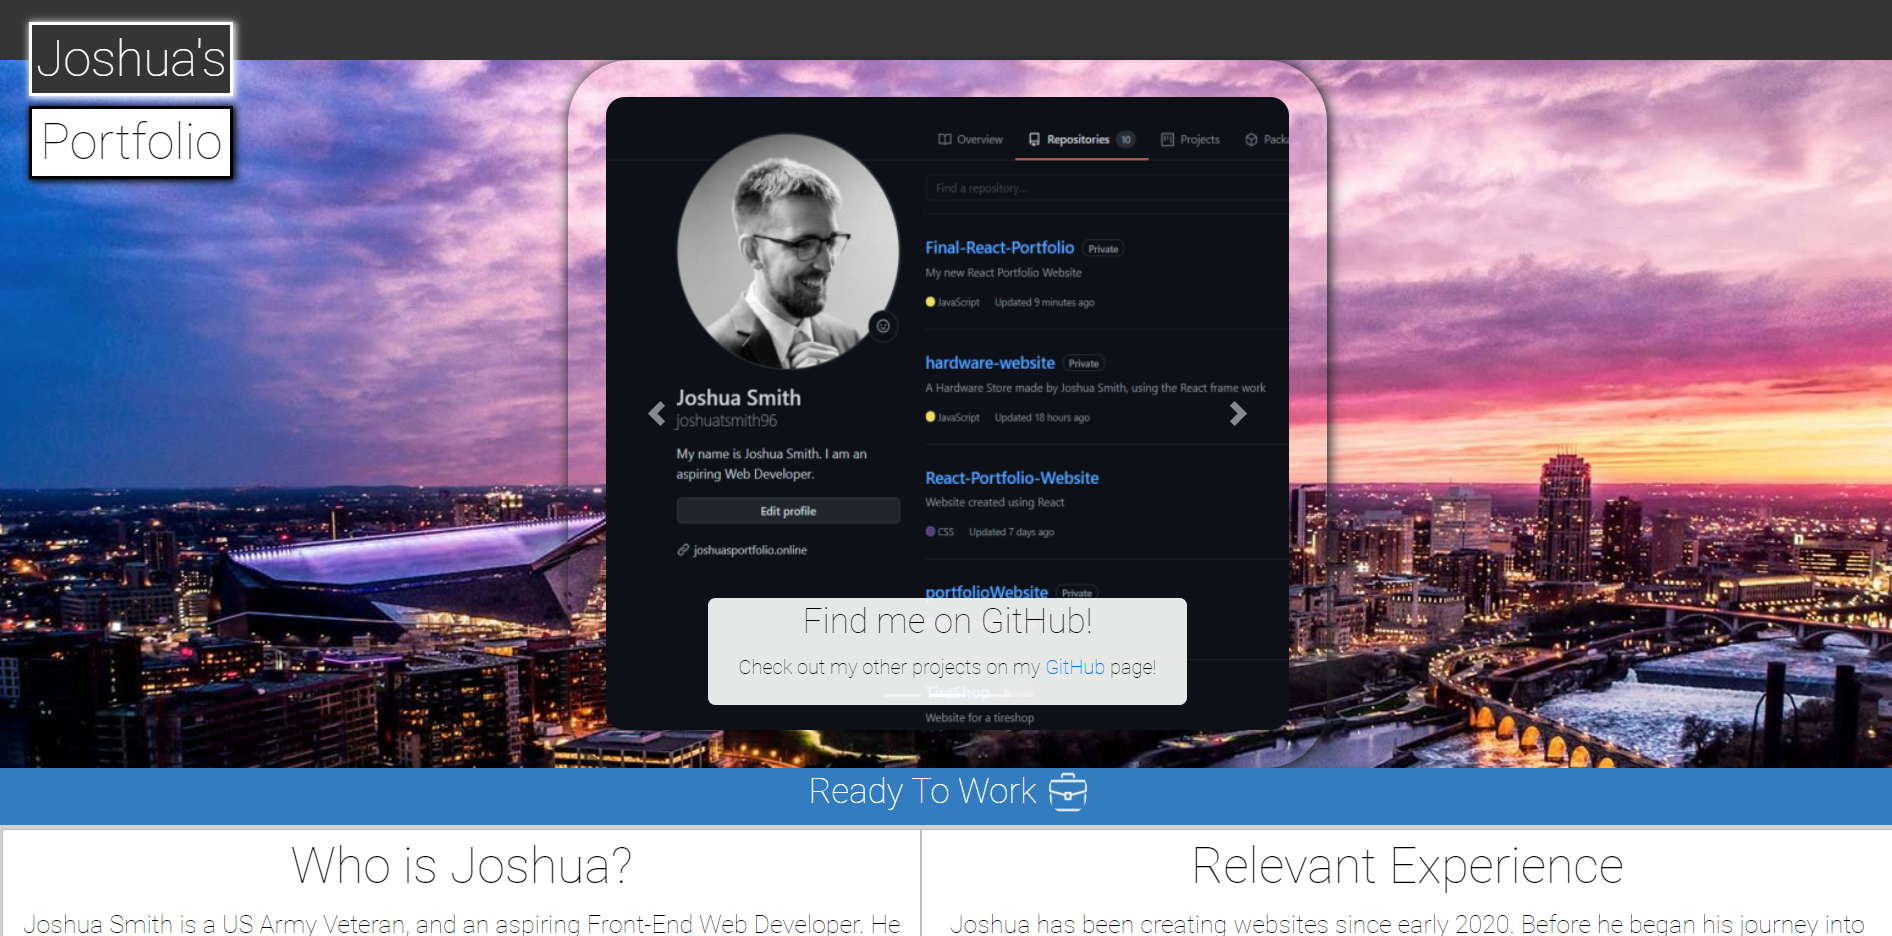 Joshua's
Portfolio
Overview Repositories 10 Projects
Find a repository...
Final-React-Portfolio Private
My new React Portfolio Website
JavaScript Updated 9 minutes ago
hardware-website Private
A Hardware Store made by Joshua Smith, using the React frame work
JavaScript Updated 18 hours ago
React-Portfolio-Website
Website created using React
CSS Updated 7 days ago
portfolioWebsite Private
TireShop Private
Website for a tireshop
Joshua Smith
joshuatsmith96
My name is Joshua Smith. I am an
aspiring Web Developer.
Edit profile
joshuasportfolio.online
Find me on GitHub!
Check out my other projects on my GitHub page!
Ready To Work
Who is Joshua?
Joshua Smith is a US Army Veteran, and an aspiring Front-End Web Developer. He
Relevant Experience
Joshua has been creating websites since early 2020. Before he began his journey into